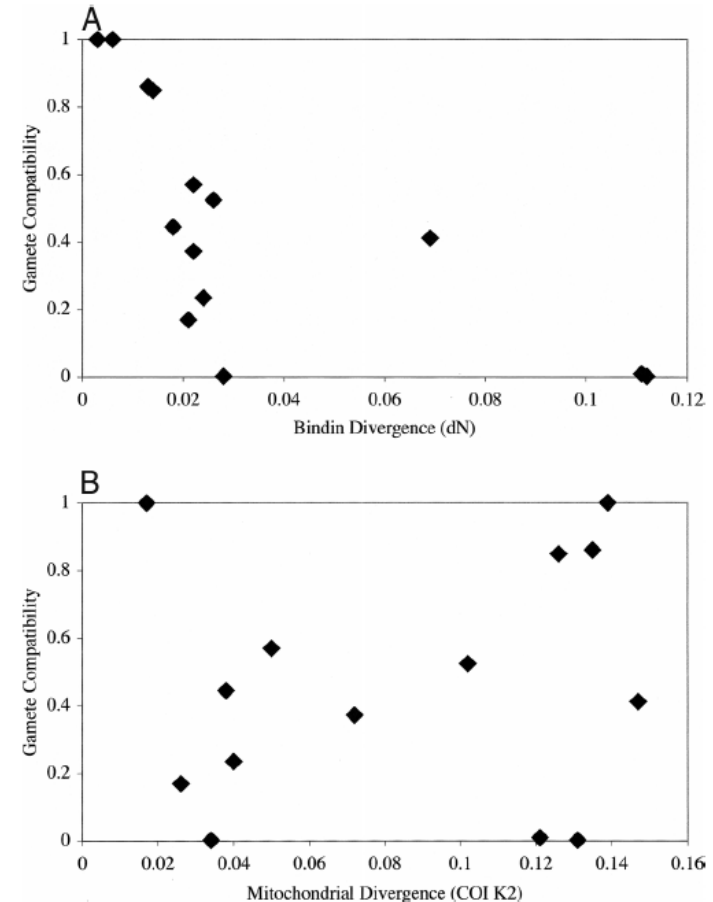 A
1
0.8
0.6
0.4
0.2
0
Gamete Compatibility
0 0.02 0.04 0.06 0.08 0.1 0.12
Bindin Divergence (dN)
B
1
0.8
0.6
0.4
0.2
0
Gamete Compatibility
0 0.02 0.04 0.06 0.08 0.1 0.12 0.14 0.16
Mitochondrial Divergence (COI K2)